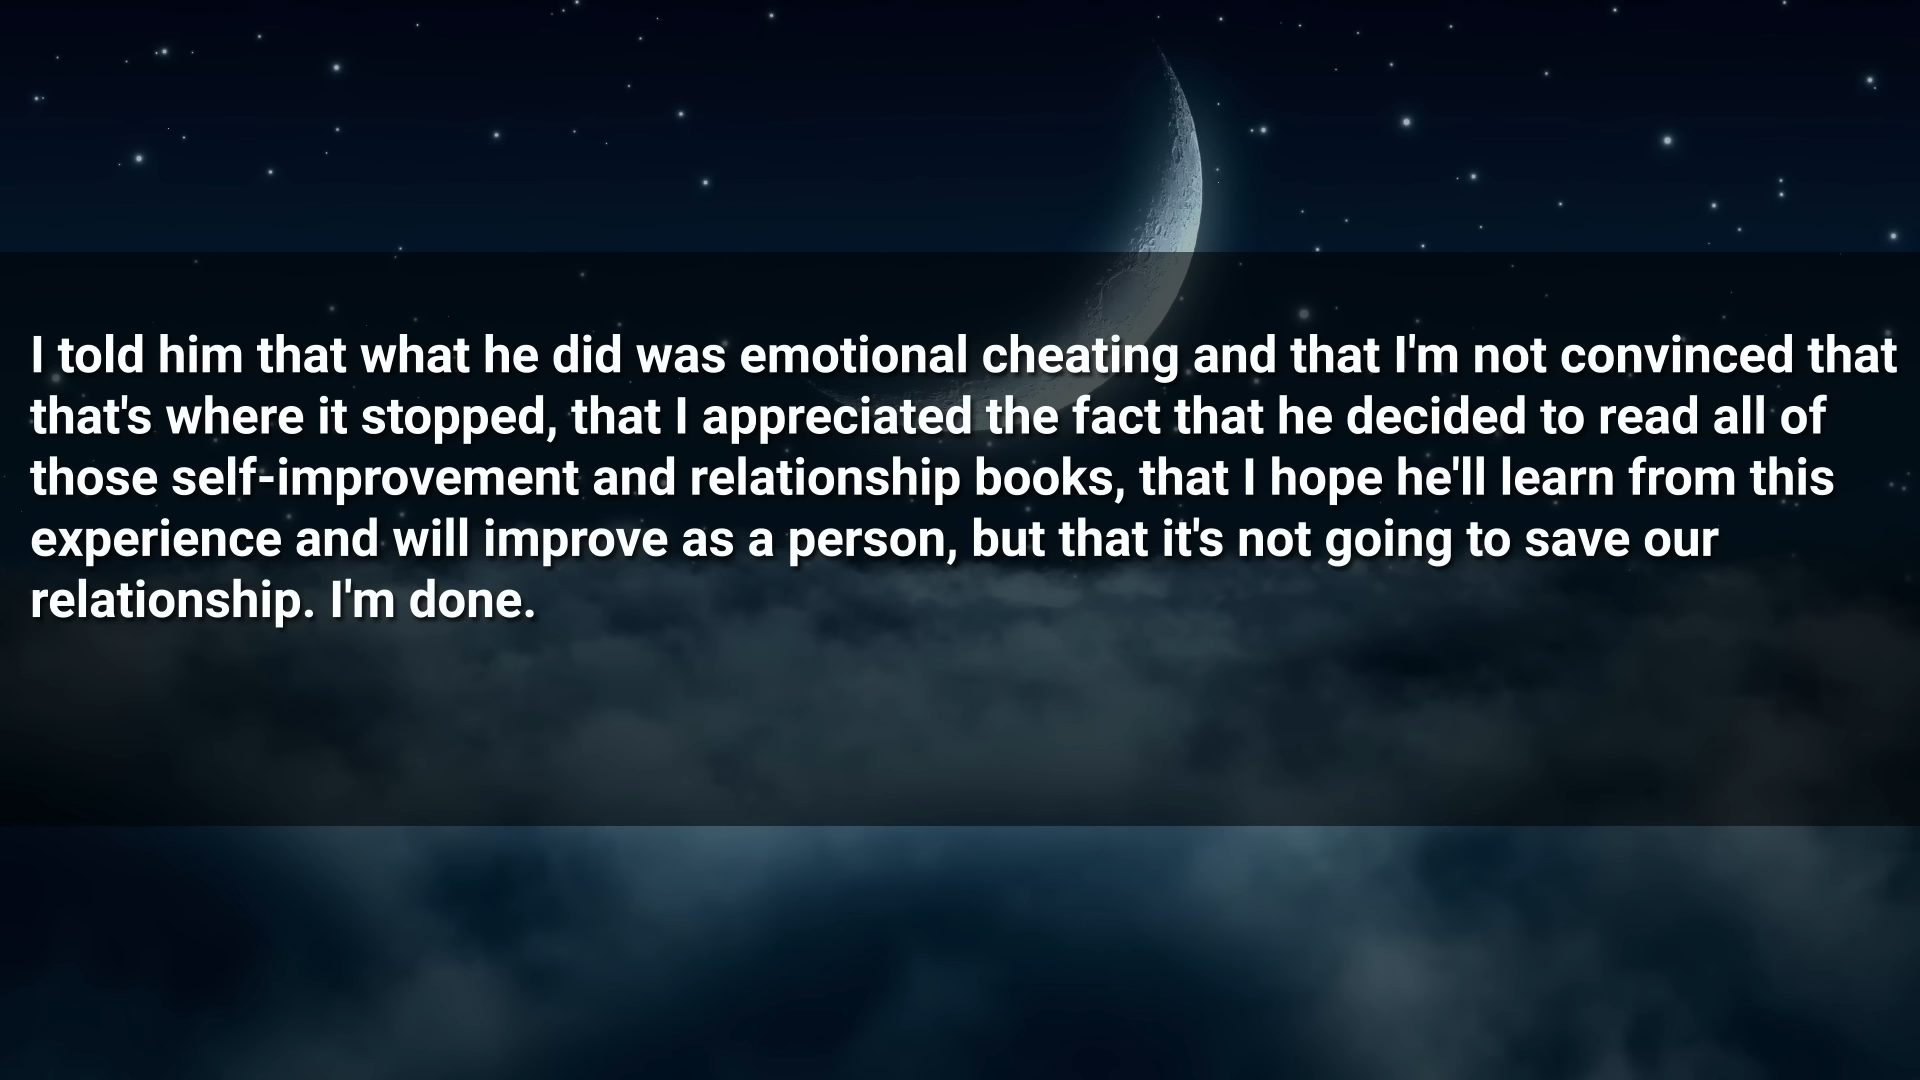 I told him that what he did was emotional cheating and that I'm not convinced that
that's where it stopped, that I appreciated the fact that he decided to read all of
those self-improvement and relationship books, that I hope he'll learn from this
experience and will improve as a person, but that it's not going to save our
relationship. I'm done.